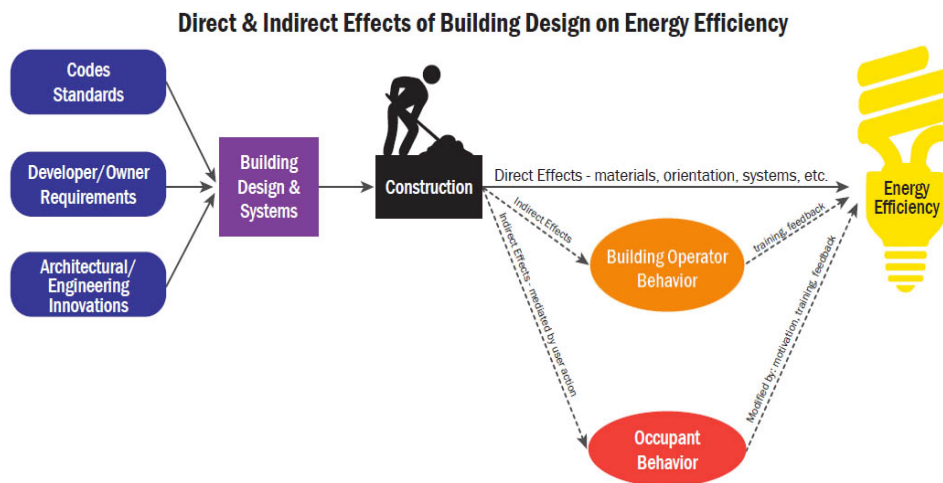 Direct & Indirect Effects of Building Design on Energy Efficiency
Codes
Standards
Developer/Owner
Requirements
Architectural/
Engineering
Innovations
Building
Design &
Systems
Construction
Direct Effects - materials, orientation, systems, etc.
Indirect Effects
Building Operator
Behavior
training, feedback
Indirect Effects - mediated by user action
Occupant
Behavior
Modified by: motivation, training, feedback
Energy
Efficiency